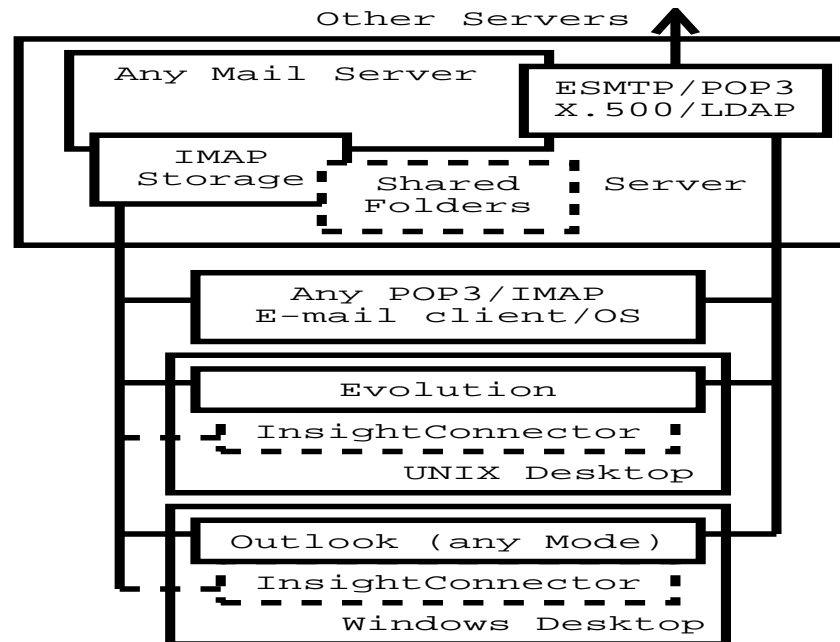 Other Servers
Any Mail Server
ESMTP/POP3
X.500/LDAP
IMAP
Storage
Shared
Folders
Server
Any POP3/IMAP
E-mail client/OS
Evolution
InsightConnector
UNIX Desktop
Outlook (any Mode)
InsightConnector
Windows Desktop